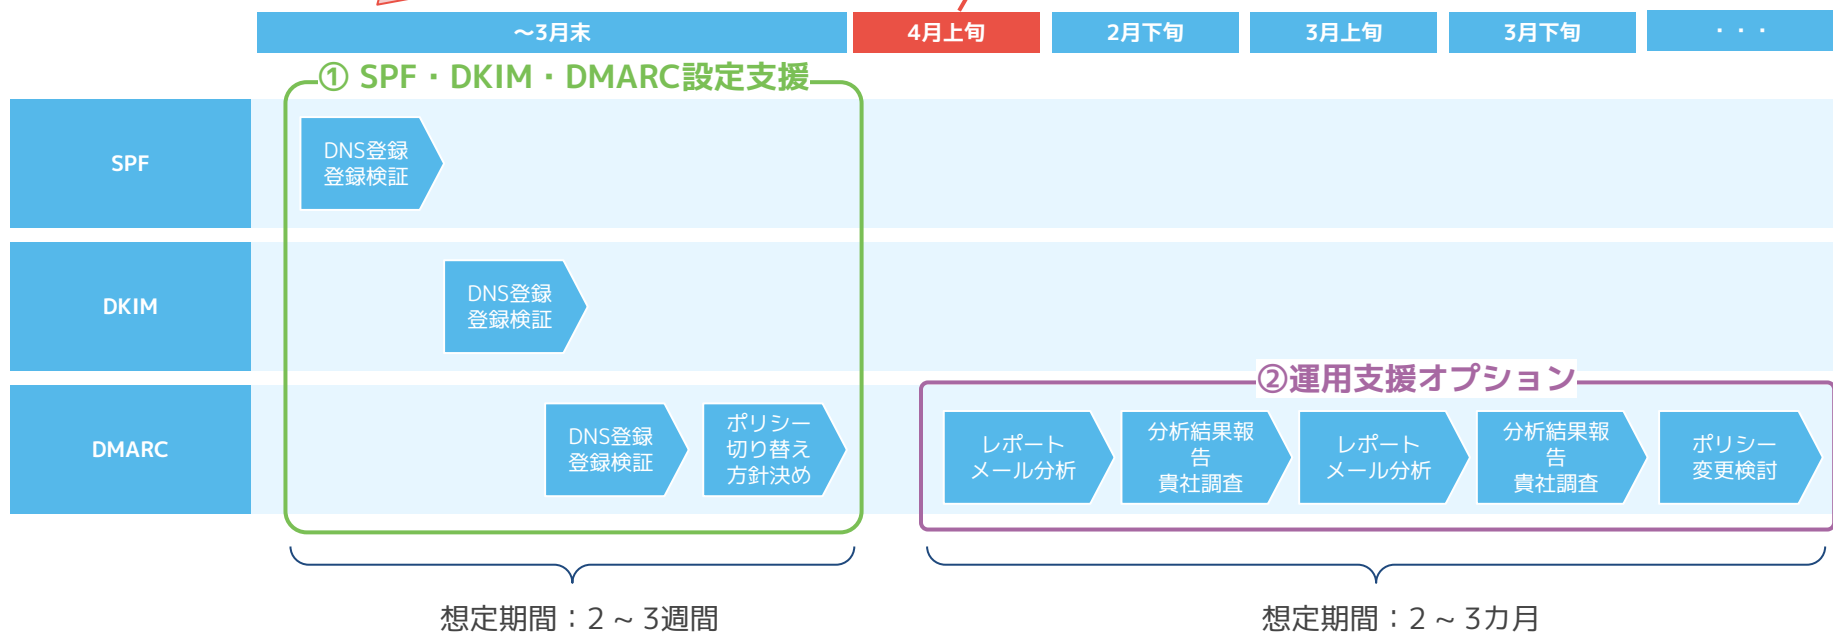 ～3月末
4月上旬
2月下旬
3月上旬
3月下旬
・・・
① SPF・DKIM・DMARC設定支援
SPF
DNS登録
登録検証
DKIM
DNS登録
登録検証
②運用支援オプション
DMARC
DNS登録
登録検証
ポリシー
切り替え
方針決め
レポート
メール分析
分析結果報
告
貴社調査
レポート
メール分析
分析結果報
告
貴社調査
ポリシー
変更検討
想定期間：2 ~ 3週間
想定期間：2 ~ 3カ月